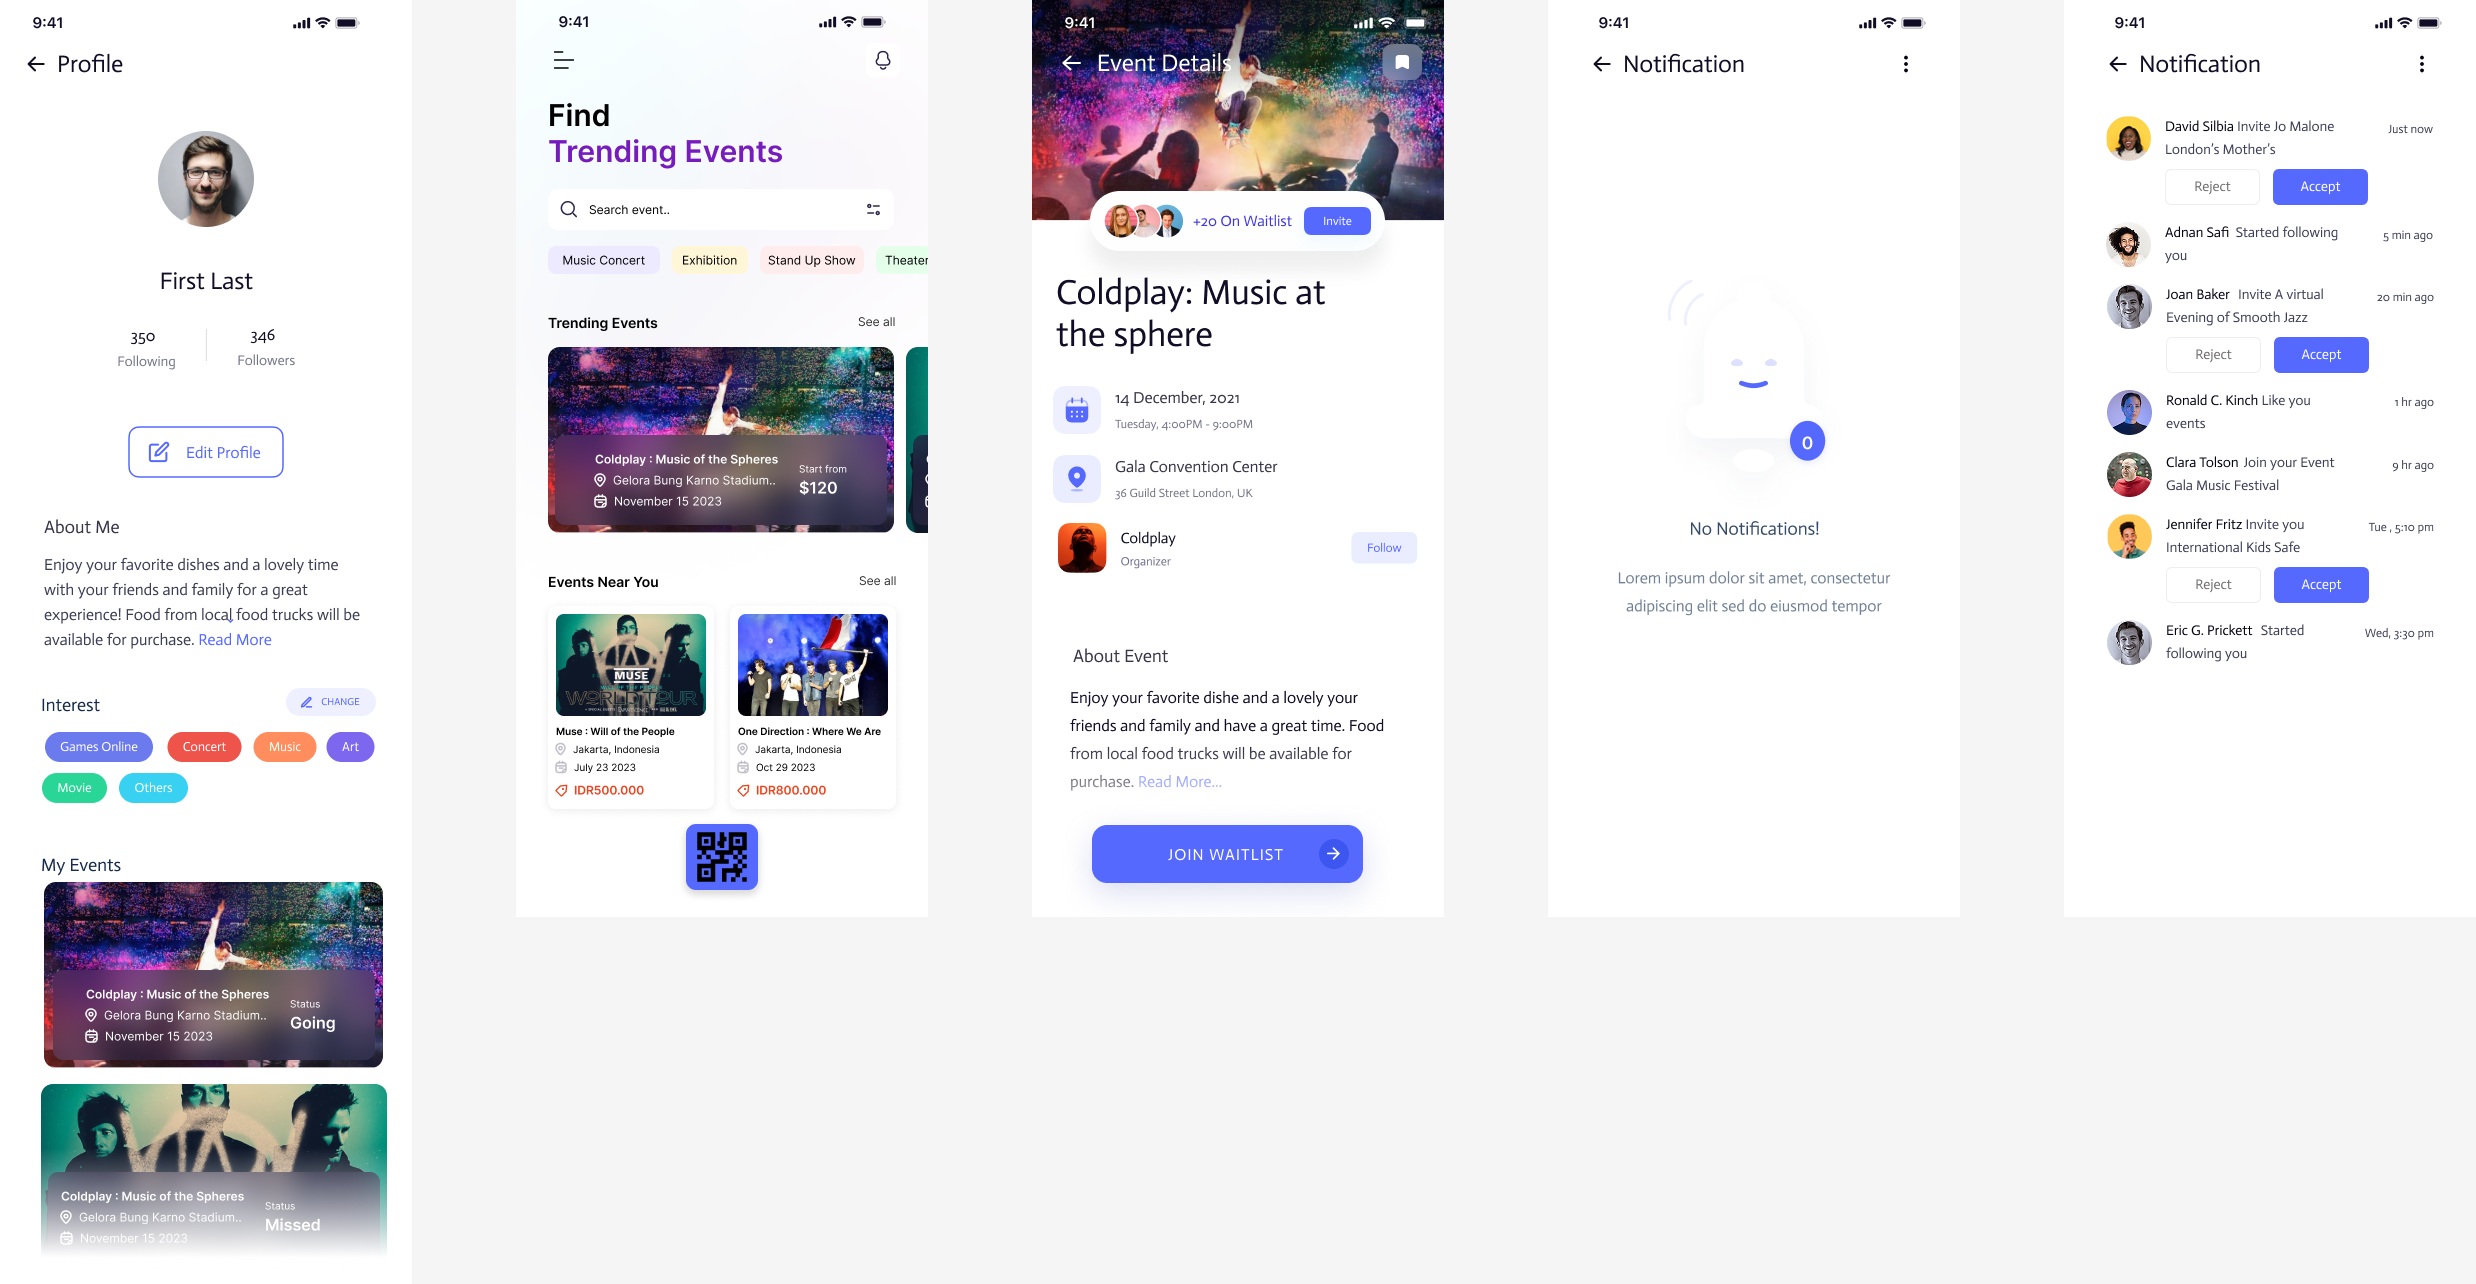 9:41
Profile
First Last
350
Following
346
Followers
Edit Profile
About Me
Enjoy your favorite dishes and a lovely time
with your friends and family for a great
experience! Food from local food trucks will be
available for purchase. Read More
Interest
CHANGE
Games Online
Concert
Music
Art
Movie
Others
My Events
Coldplay : Music of the Spheres
Gelora Bung Karno Stadium..
November 15 2023
Status
Going
Coldplay : Music of the Spheres
Gelora Bung Karno Stadium..
November 15 2023
Status
Missed
9:41
Find
Trending Events
Search event..
Music Concert
Exhibition
Stand Up Show
Theater
Trending Events
See all
Coldplay : Music of the Spheres
Gelora Bung Karno Stadium..
November 15 2023
Start from
$120
Events Near You
See all
MUSE
WORLD TOUR
Muse : Will of the People
Jakarta, Indonesia
July 23 2023
IDR500.000
One Direction : Where We Are
Jakarta, Indonesia
Oct 29 2023
IDR800.000
9:41
Event Details
+20 On Waitlist
Invite
Coldplay: Music at
the sphere
14 December, 2021
Tuesday, 4:00PM - 9:00PM
Gala Convention Center
36 Guild Street London, UK
Coldplay
Organizer
Follow
About Event
Enjoy your favorite dishe and a lovely your
friends and family and have a great time. Food
from local food trucks will be available for
purchase. Read More...
JOIN WAITLIST
9:41
Notification
0
No Notifications!
Lorem ipsum dolor sit amet, consectetur
adipiscing elit sed do eiusmod tempor
9:41
Notification
David Silbia Invite Jo Malone
London's Mother's
Just now
Reject
Accept
Adnan Safi Started following
you
5 min ago
Joan Baker Invite A virtual
Evening of Smooth Jazz
20 min ago
Reject
Accept
Ronald C. Kinch Like you
events
1 hr ago
Clara Tolson Join your Event
Gala Music Festival
9 hr ago
Jennifer Fritz Invite you
International Kids Safe
Tue , 5:10 pm
Reject
Accept
Eric G. Prickett Started
following you
Wed, 3:30 pm